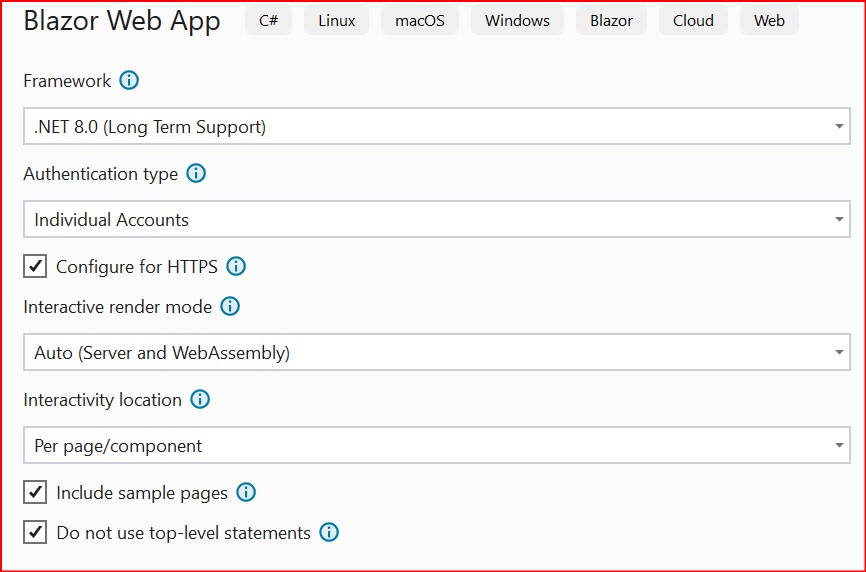 Blazor Web App C# Linux macOS Windows Blazor Cloud Web
Framework
.NET 8.0 (Long Term Support)
Authentication type
Individual Accounts
Configure for HTTPS
Interactive render mode
Auto (Server and WebAssembly)
Interactivity location
Per page/component
Include sample pages
Do not use top-level statements